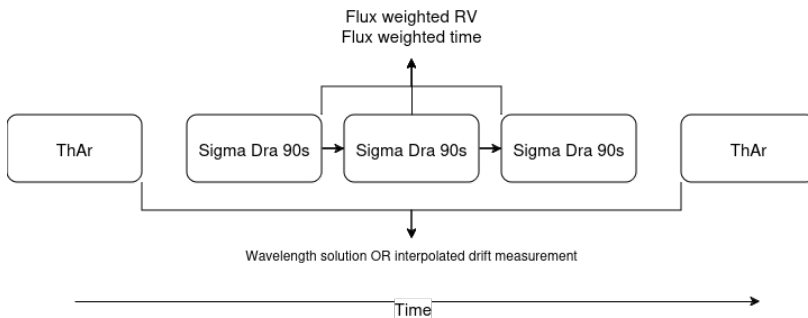 Flux weighted RV
Flux weighted time
ThAr
Sigma Dra 90s
Sigma Dra 90s
Sigma Dra 90s
ThAr
Wavelength solution OR interpolated drift measurement
Time